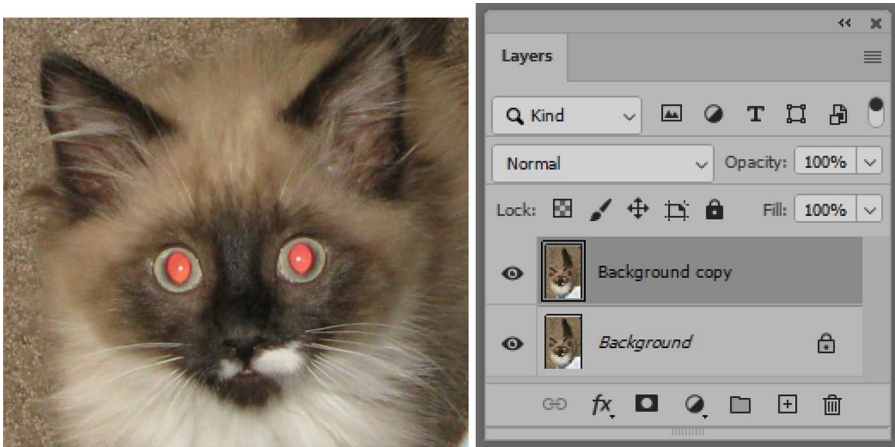 Layers
Kind
Normal Opacity: 100%
Lock: Fill: 100%
Background copy
Background
fx